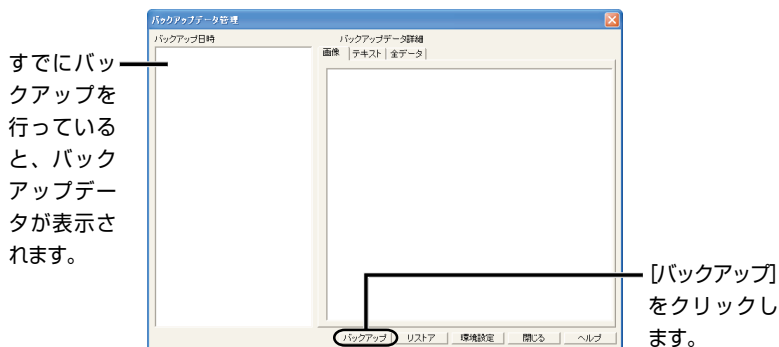 バックアップデータ管理
バックアップ日時
バックアップデータ詳細
画像 テキスト 全データ
すでにバッ
クアップを
行っている
と、バック
アップデー
タが表示さ
れます。
[バックアップ]
をクリックし
ます。
バックアップ リストア 環境設定 閉じる ヘルプ